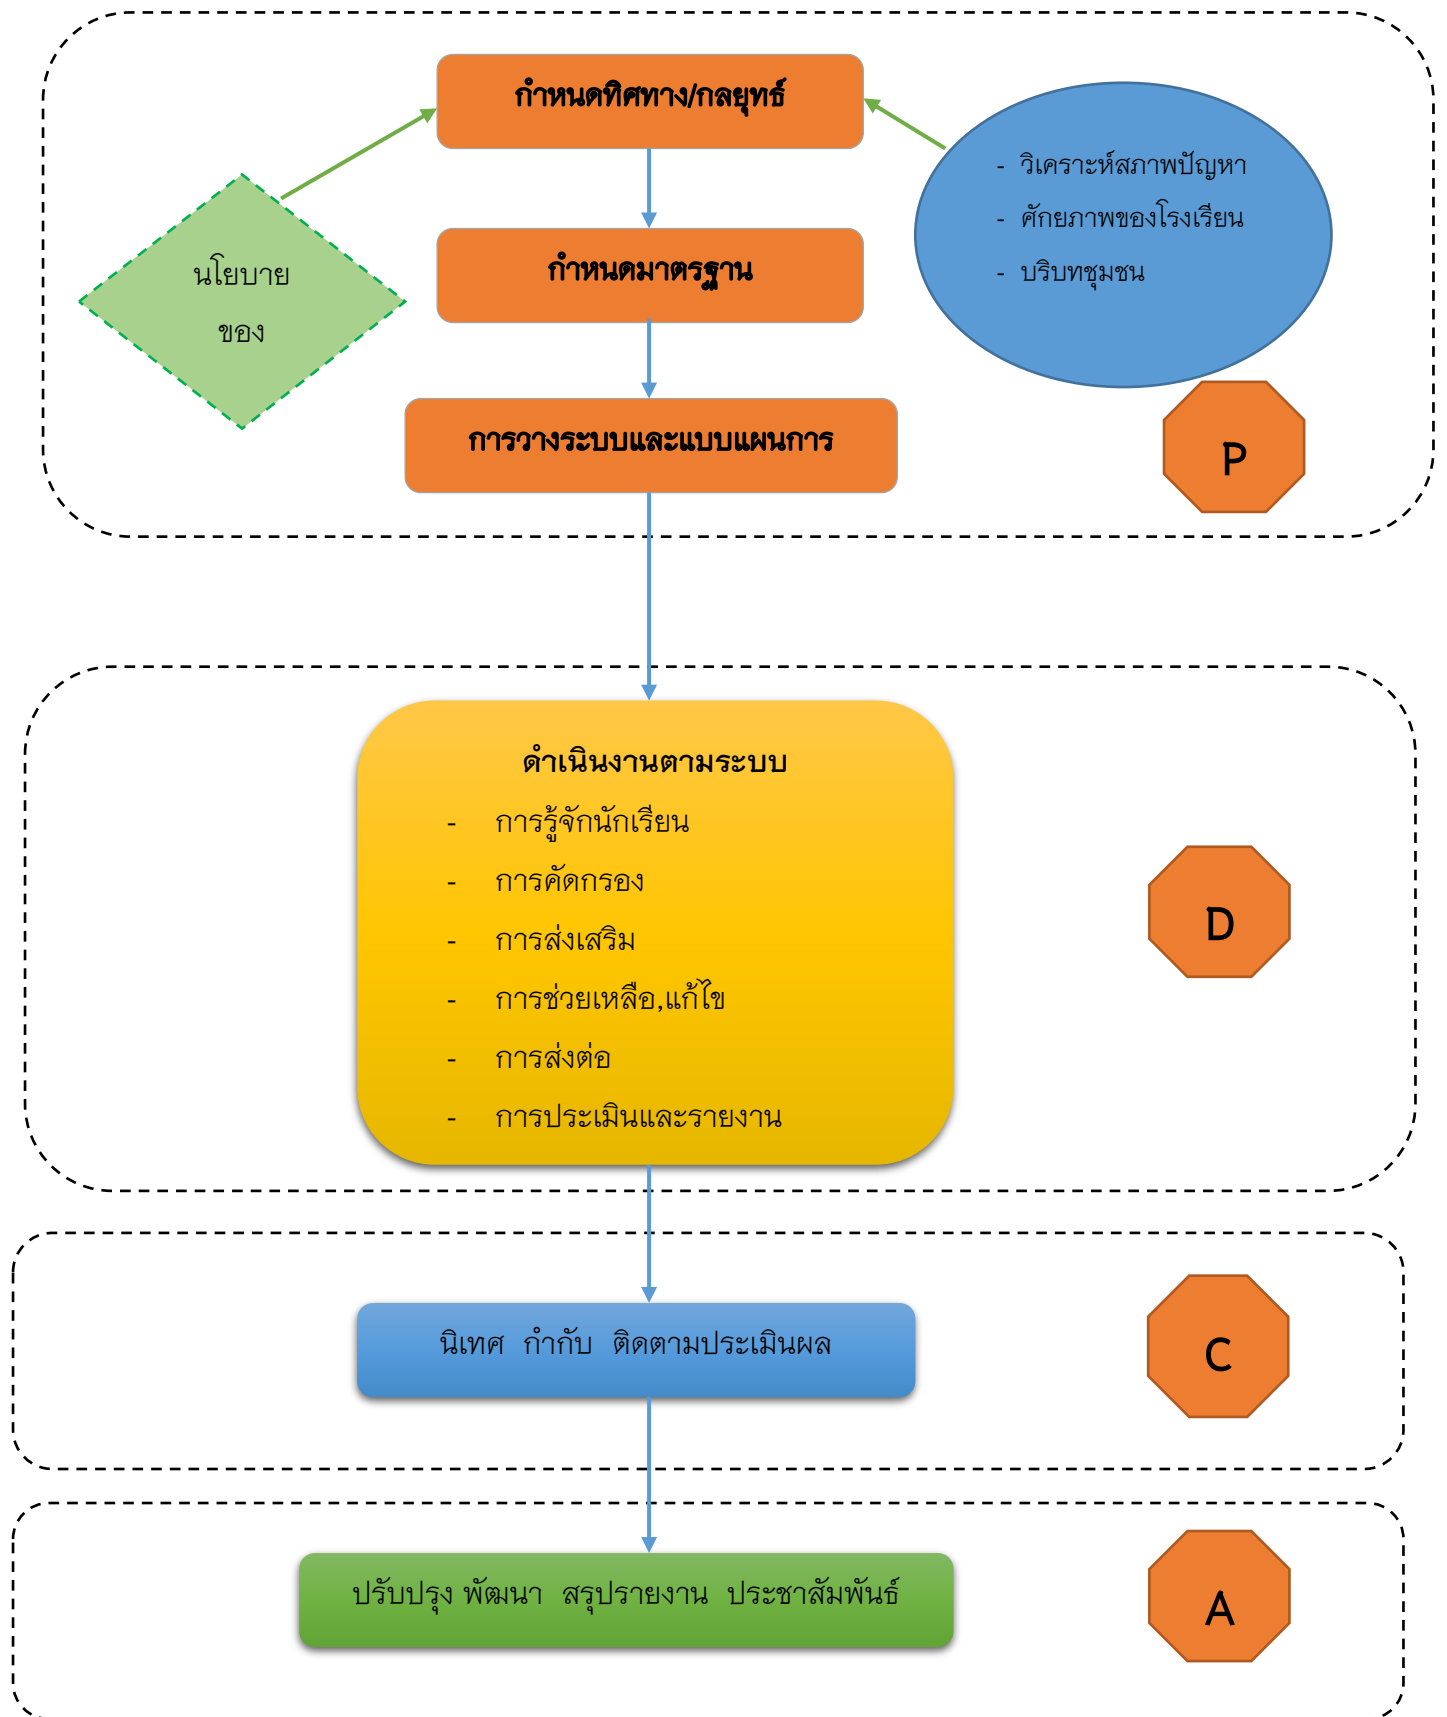 กำหนดทิศทาง/กลยุทธ์
- วิเคราะห์สภาพปัญหา
- ศักยภาพของโรงเรียน
- บริบทชุมชน
นโยบาย
ของ
กำหนดมาตรฐาน
การวางระบบและแบบแผนการ
P
ดำเนินงานตามระบบ
- การรู้จักนักเรียน
- การคัดกรอง
- การส่งเสริม
- การช่วยเหลือ,แก้ไข
- การส่งต่อ
- การประเมินและรายงาน
D
นิเทศ กำกับ ติดตามประเมินผล
C
ปรับปรุง พัฒนา สรุปรายงาน ประชาสัมพันธ์
A